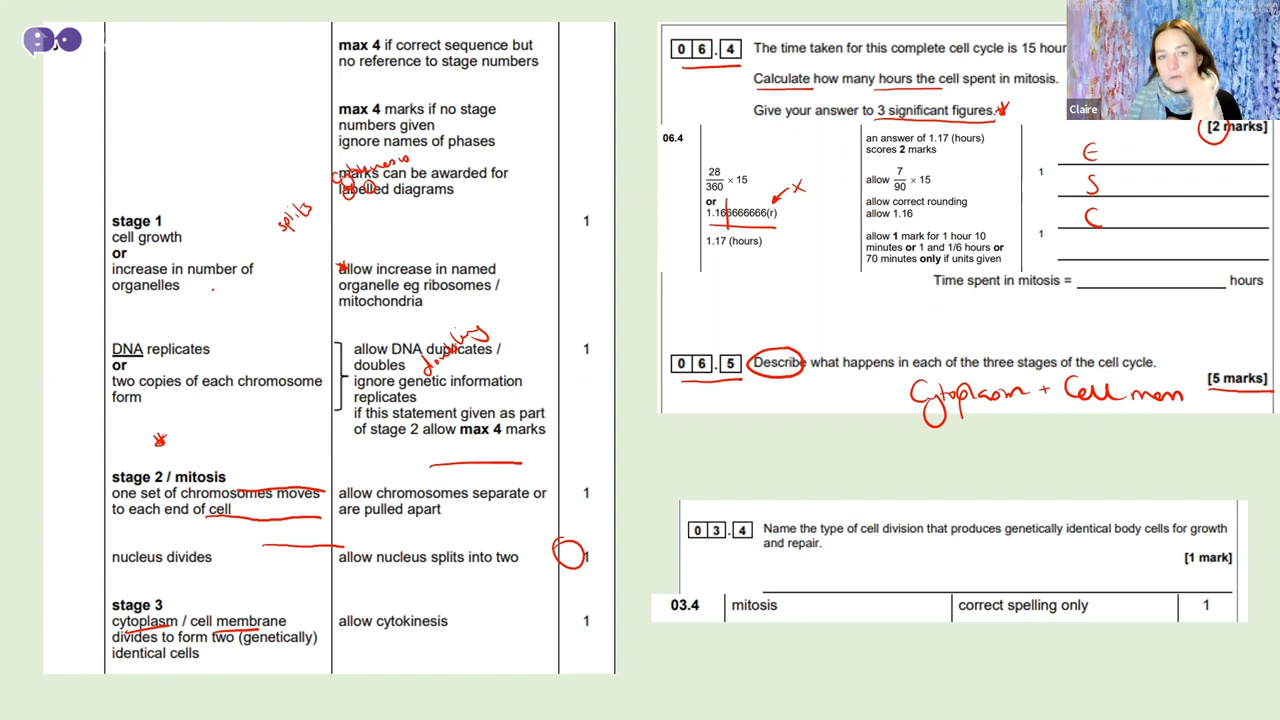 max 4 if correct sequence but
no reference to stage numbers
max 4 marks if no stage
numbers given
ignore names of phases
marks can be awarded for
labelled diagrams
cytokinesis
splits
stage 1
cell growth
or
increase in number of
organelles
allow increase in named
organelle eg ribosomes /
mitochondria
1
DNA replicates
or
two copies of each chromosome
form
allow DNA duplicates /
doubles
ignore genetic information
replicates
if this statement given as part
of stage 2 allow max 4 marks
1
doubling
stage 2 / mitosis
one set of chromosomes moves
to each end of cell
allow chromosomes separate or
are pulled apart
1
nucleus divides
allow nucleus splits into two
1
stage 3
cytoplasm / cell membrane
divides to form two (genetically)
identical cells
allow cytokinesis
1
0 6 . 4 The time taken for this complete cell cycle is 15 hour
Calculate how many hours the cell spent in mitosis.
Give your answer to 3 significant figures.
[2 marks]
Claire
06.4
28
360 × 15
or
1.166666666(r)
1.17 (hours)
x
an answer of 1.17 (hours)
scores 2 marks
allow 7
90 × 15
allow correct rounding
allow 1.16
allow 1 mark for 1 hour 10
minutes or 1 and 1/6 hours or
70 minutes only if units given
1
1
E
S
C
Time spent in mitosis = hours
0 6 . 5 Describe what happens in each of the three stages of the cell cycle.
[5 marks]
Cytoplasm + Cell mem
0 3 . 4 Name the type of cell division that produces genetically identical body cells for growth
and repair.
[1 mark]
03.4 mitosis correct spelling only 1